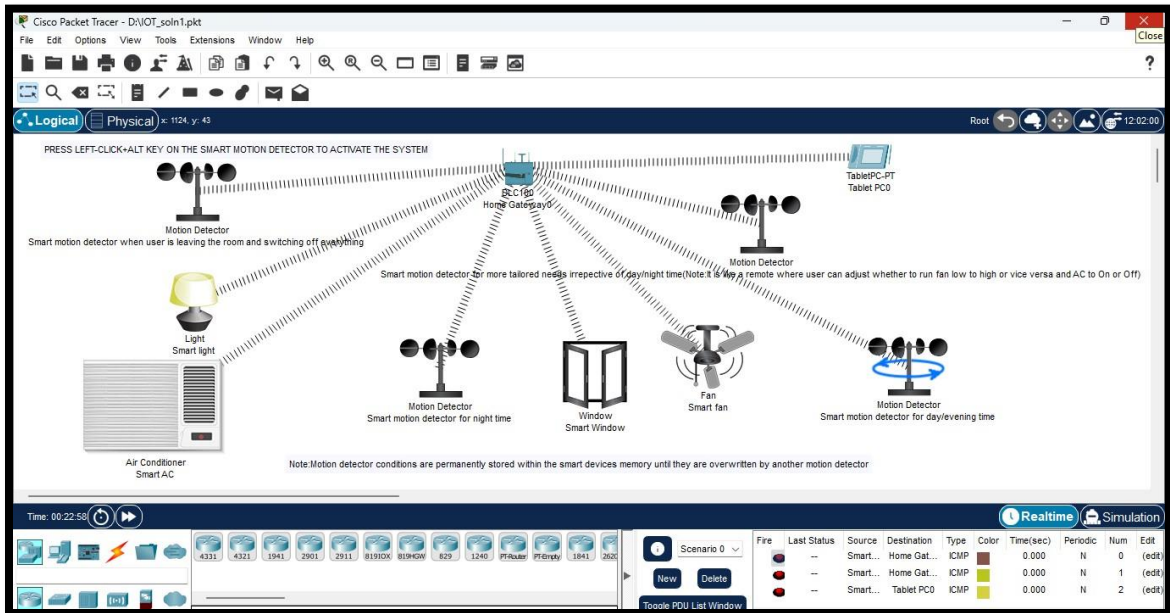 Cisco Packet Tracer - D:\IOT_soln1.pkt
Close
File Edit Options View Tools Extensions Window Help
?
Logical Physical x: 1124, y: 43 Root 12:02:00
PRESS LEFT-CLICK+ALT KEY ON THE SMART MOTION DETECTOR TO ACTIVATE THE SYSTEM
TabletPC-PT
Tablet PC0
DLC100
Home Gateway0
Motion Detector
Smart motion detector when user is leaving the room and switching off everything
Motion Detector
Smart motion detector for more tailored needs irrepective of day/night time(Note:It is like a remote where user can adjust whether to run fan low to high or vice versa and AC to On or Off)
Light
Smart light
Motion Detector
Smart motion detector for night time
Window
Smart Window
Fan
Smart fan
Motion Detector
Smart motion detector for day/evening time
Air Conditioner
Smart AC
Note:Motion detector conditions are permanently stored within the smart devices memory until they are overwritten by another motion detector
Time: 00:22:58 Realtime Simulation
4331 4321 1941 2901 2911 819IOX 819HGW 829 1240 PT-Router PT-Empty 1841 262
Scenario 0
New Delete
Toggle PDU List Window
Fire Last Status Source Destination Type Color Time(sec) Periodic Num Edit
-- Smart... Home Gat... ICMP 0.000 N 0 (edit)
-- Smart... Home Gat... ICMP 0.000 N 1 (edit)
-- Smart... Tablet PC0 ICMP 0.000 N 2 (edit)